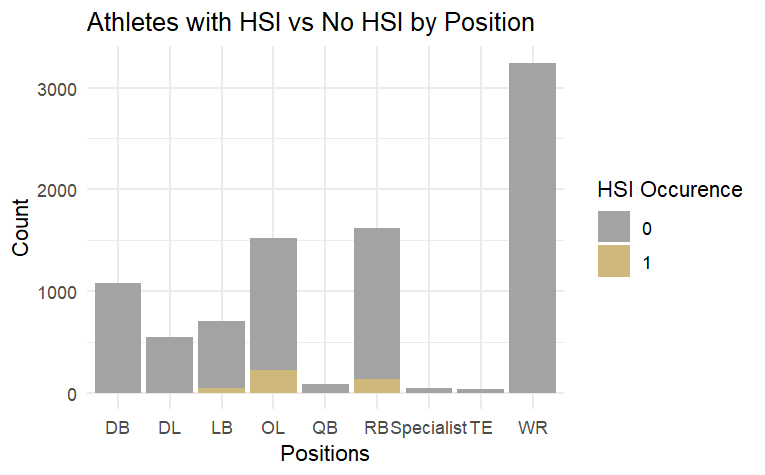 Athletes with HSI vs No HSI by Position
3000
2000
1000
0
Count
DB DL LB OL QB RB Specialist TE WR
Positions
HSI Occurence
0
1